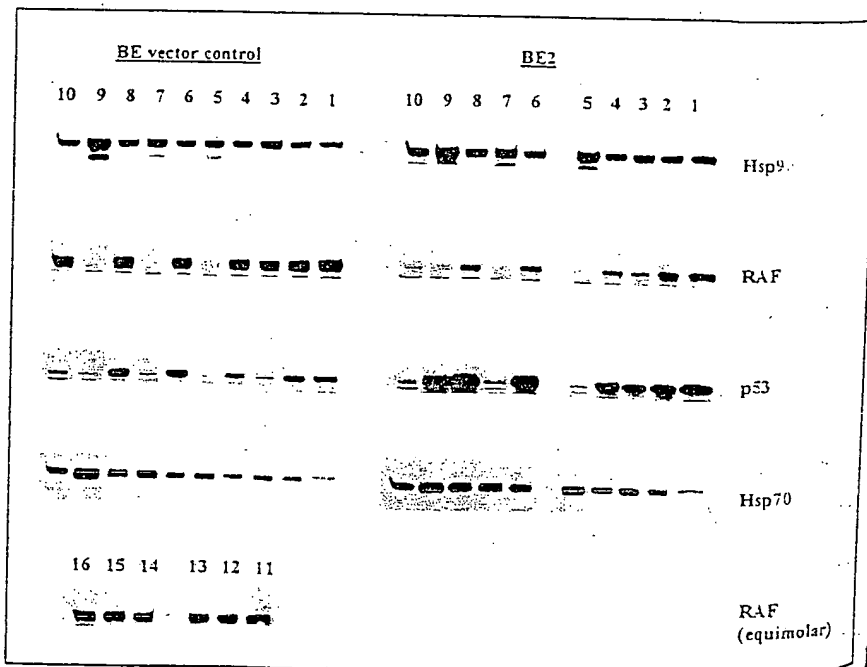 BE vector control
BE2
10 9 8 7 6 5 4 3 2 1
10 9 8 7 6 5 4 3 2 1
Hsp9.
RAF
p53
Hsp70
16 15 14 13 12 11
RAF
(equimolar)